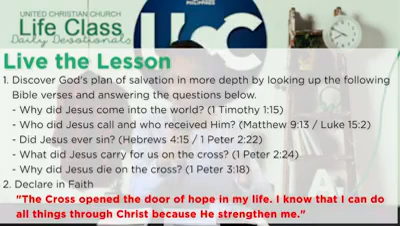 PHILIPPINES
UNITED CHRISTIAN CHURCH
Life Class
Daily Devotionals
UCC
Live the Lesson
1. Discover God's plan of salvation in more depth by looking up the following
Bible verses and answering the questions below.
- Why did Jesus come into the world? (1 Timothy 1:15)
- Who did Jesus call and who received Him? (Matthew 9:13 / Luke 15:2)
- Did Jesus ever sin? (Hebrews 4:15 / 1 Peter 2:22)
- What did Jesus carry for us on the cross? (1 Peter 2:24)
- Why did Jesus die on the cross? (1 Peter 3:18)
2. Declare in Faith
"The Cross opened the door of hope in my life. I know that I can do
all things through Christ because He strengthen me."